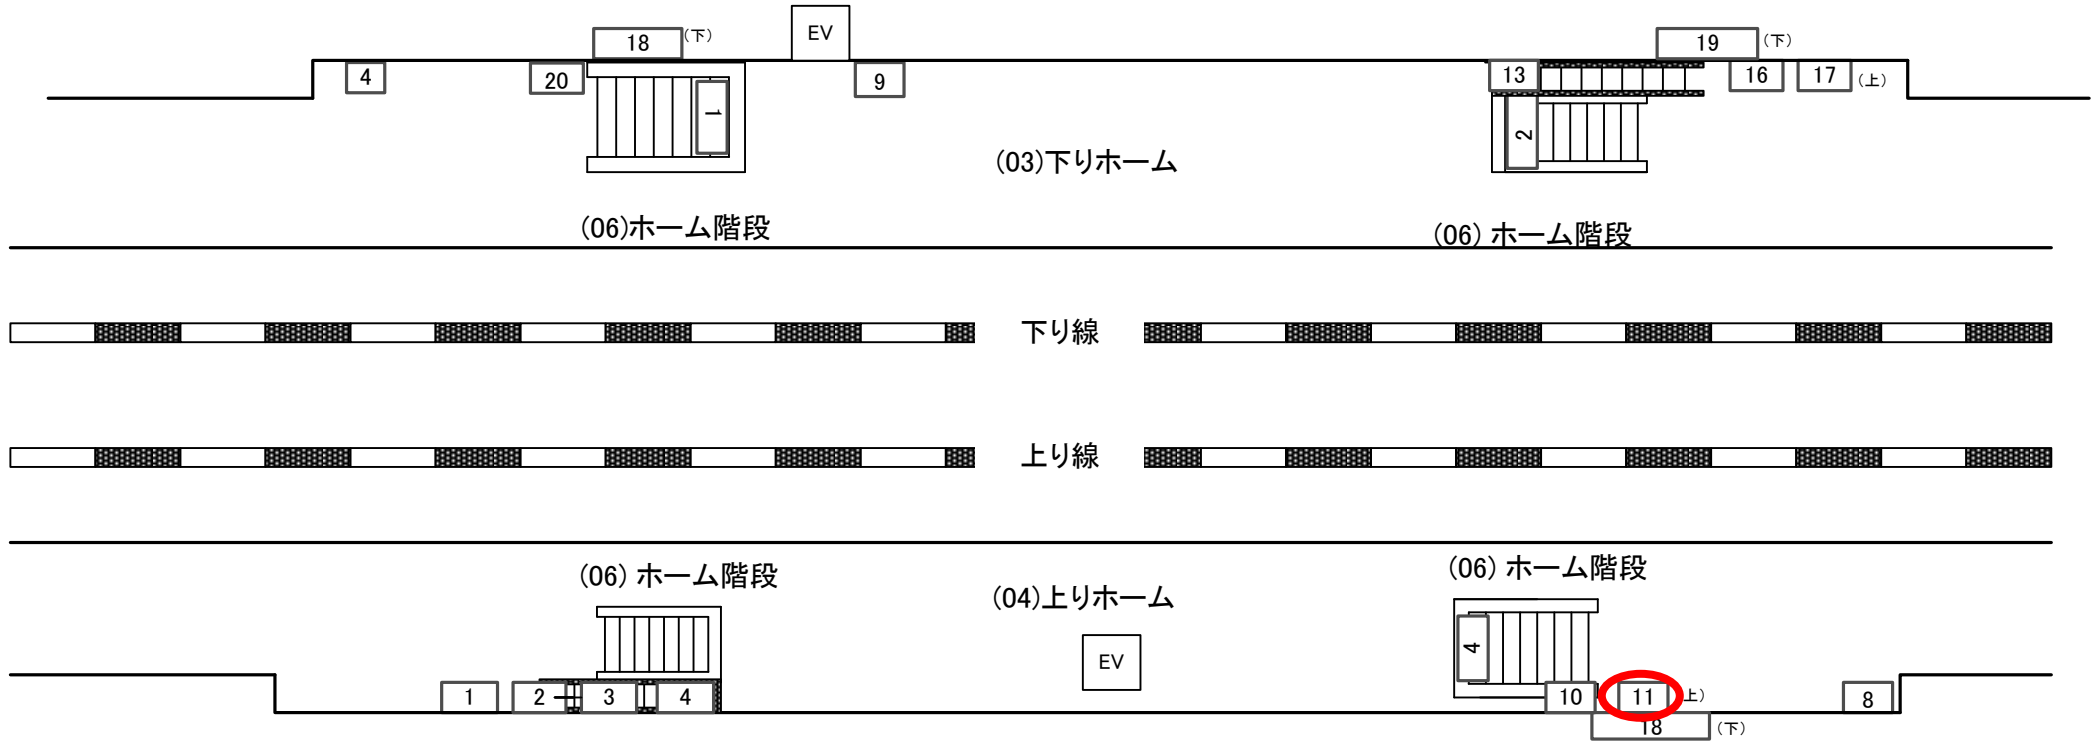 EV
18 (下)
19 (下)
4
20
9
13
16
17 (上)
1
2
(03)下りホーム
(06)ホーム階段
(06) ホーム階段
下り線
上り線
(06) ホーム階段
(06) ホーム階段
(04)上りホーム
EV
4
1
2
3
4
10
11 上)
8
18 (下)